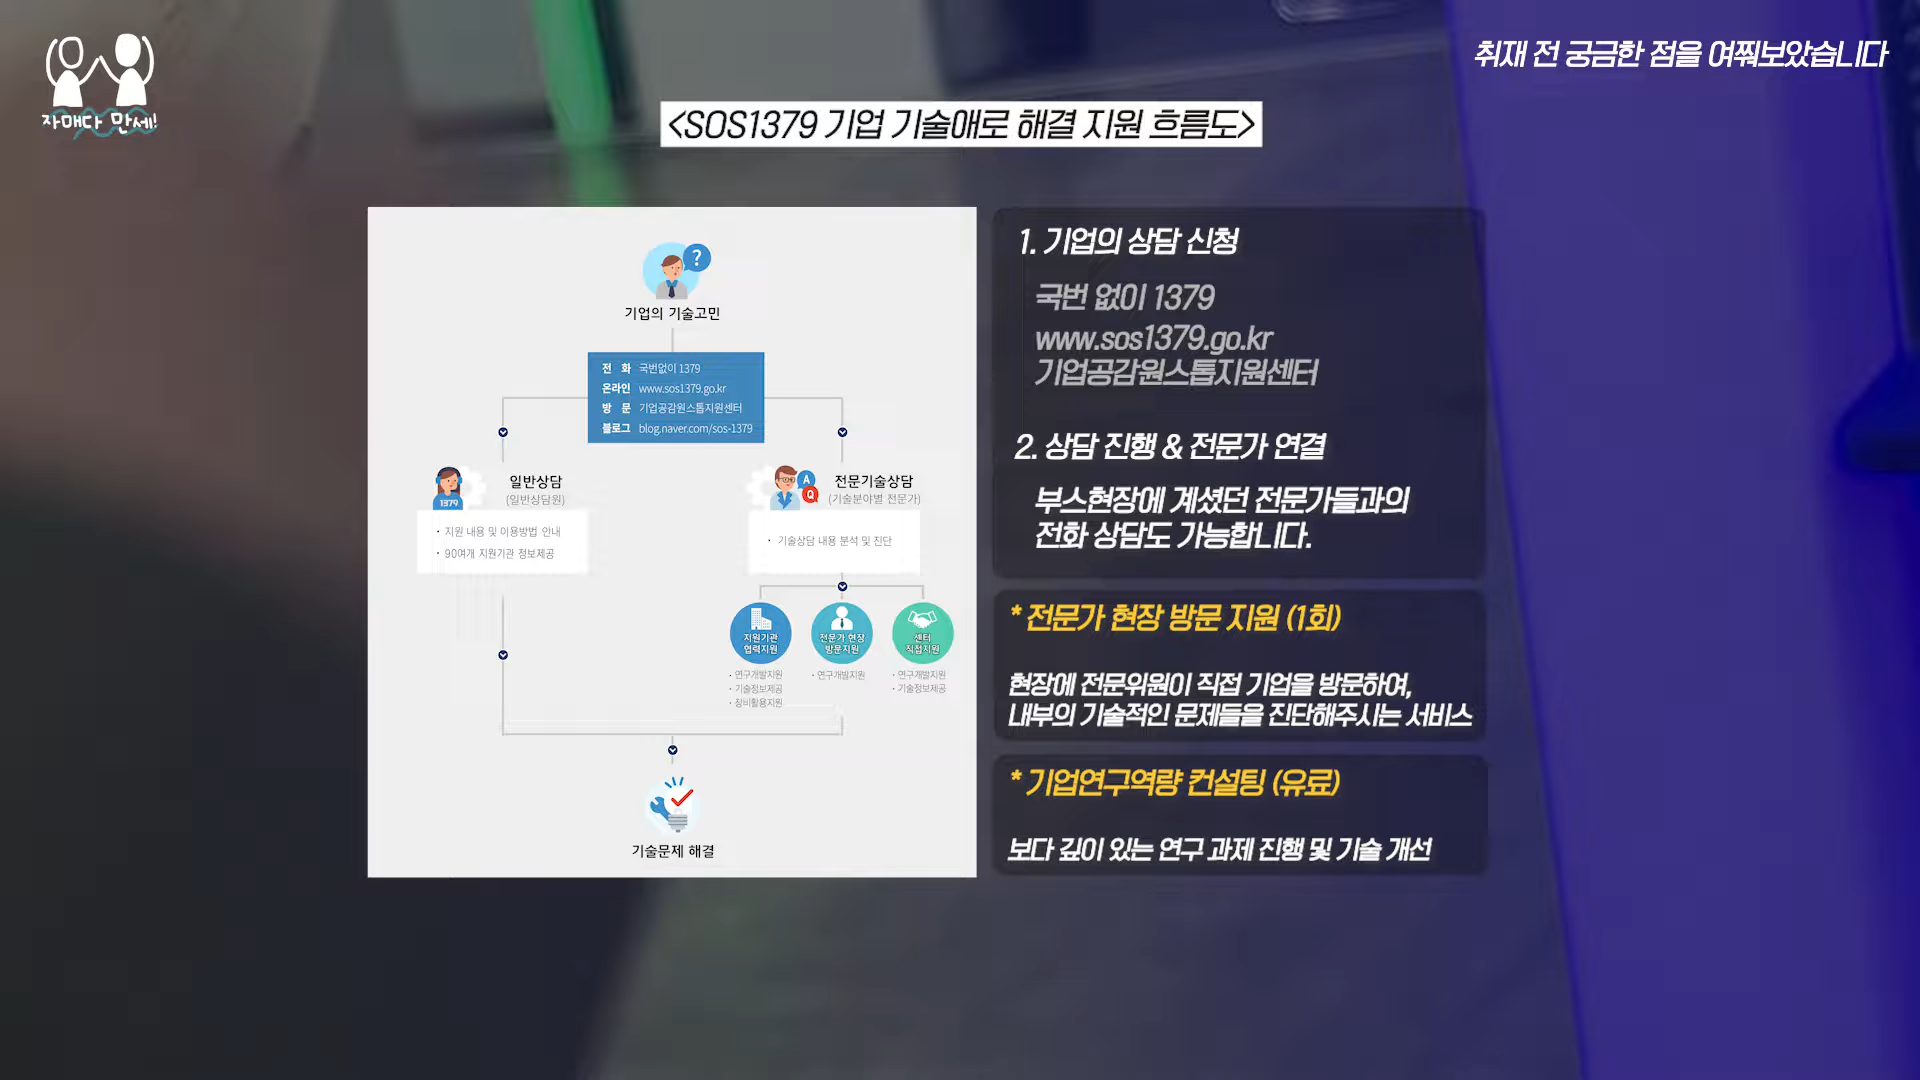 자매다 만세!
취재 전 궁금한 점을 여쭤보았습니다
<SOS1379 기업 기술애로 해결 지원 흐름도>
?
기업의 기술고민
전 화 국번없이 1379
온라인 www.sos1379.go.kr
방 문 기업공감원스톱지원센터
블로그 blog.naver.com/sos-1379
1379
일반상담
(일반상담원)
· 지원 내용 및 이용방법 안내
· 90여개 지원기관 정보제공
A
Q
전문기술상담
(기술분야별 전문가)
· 기술상담 내용 분석 및 진단
지원기관
협력지원
· 연구개발지원
· 기술정보제공
· 장비활용지원
전문가 현장
방문지원
· 연구개발지원
센터
직접지원
· 연구개발지원
· 기술정보제공
기술문제 해결
1. 기업의 상담 신청
국번 없이 1379
www.sos1379.go.kr
기업공감원스톱지원센터
2. 상담 진행 & 전문가 연결
부스현장에 계셨던 전문가들과의
전화 상담도 가능합니다.
* 전문가 현장 방문 지원 (1회)
현장에 전문위원이 직접 기업을 방문하여,
내부의 기술적인 문제들을 진단해주시는 서비스
* 기업연구역량 컨설팅 (유료)
보다 깊이 있는 연구 과제 진행 및 기술 개선